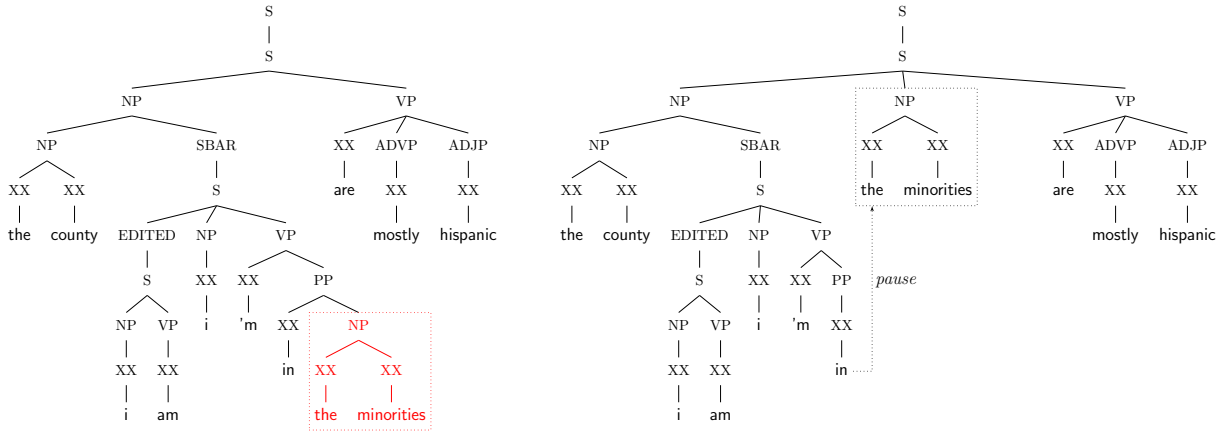 S S
S S
NP VP NP NP VP
NP SBAR XX ADVP ADJP NP SBAR XX XX XX ADVP ADJP
XX XX S are XX XX XX XX S the minorities are XX XX
the county EDITED NP VP mostly hispanic the county EDITED NP VP mostly hispanic
S XX XX PP S XX XX PP pause
NP VP i 'm XX NP NP VP i 'm XX
XX XX in XX XX XX XX in
i am the minorities i am